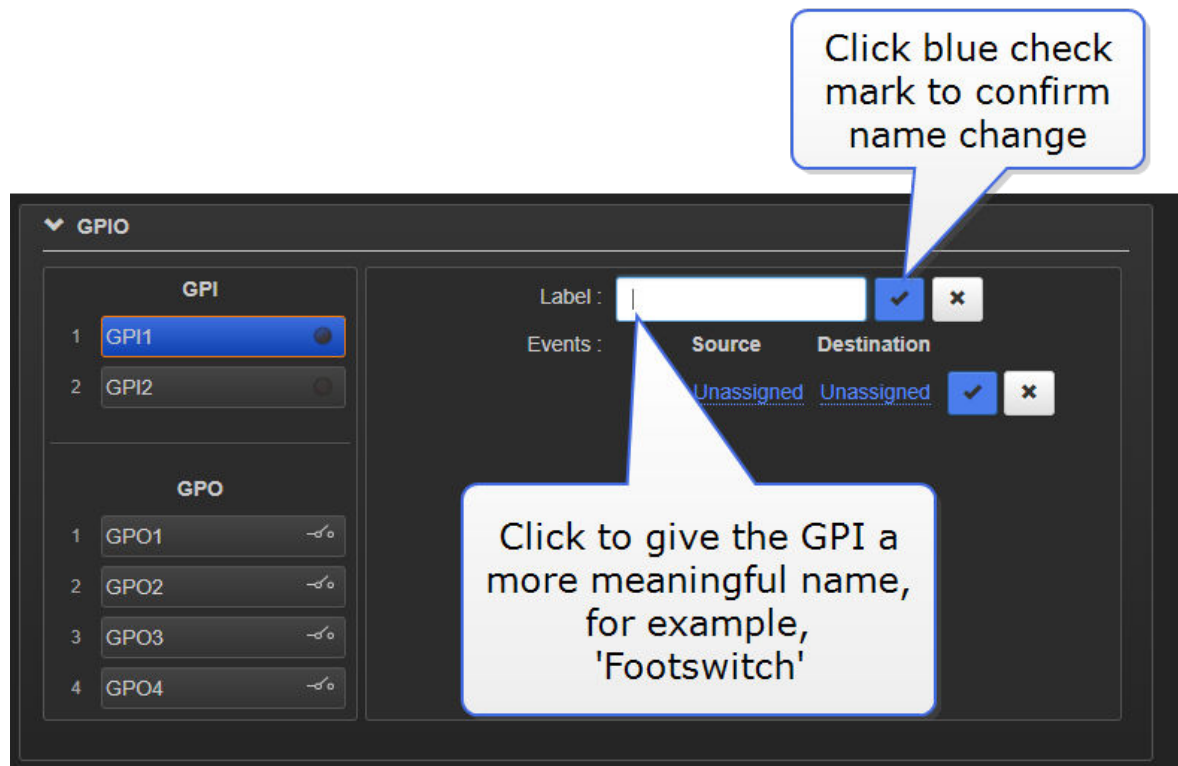 Click blue check
mark to confirm
name change
GPIO
GPI
1 GPI1
2 GPI2
GPO
1 GPO1
2 GPO2
3 GPO3
4 GPO4
Label :
Events : Source Destination
Unassigned Unassigned
Click to give the GPI a
more meaningful name,
for example,
'Footswitch'